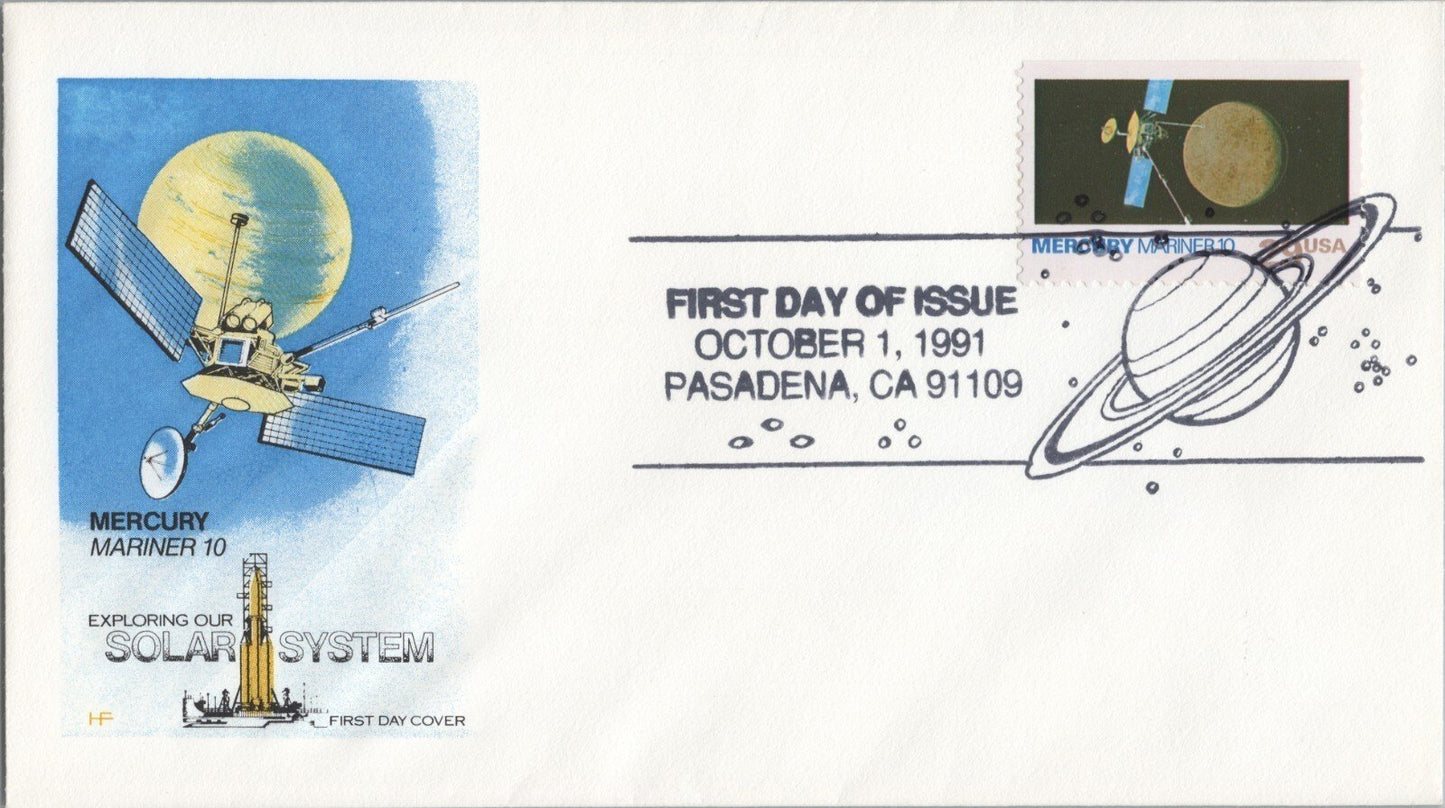 MERCURY MARINER 10 29USA
FIRST DAY OF ISSUE
OCTOBER 1, 1991
PASADENA, CA 91109
MERCURY
MARINER 10
EXPLORING OUR
SOLAR SYSTEM
HF
FIRST DAY COVER